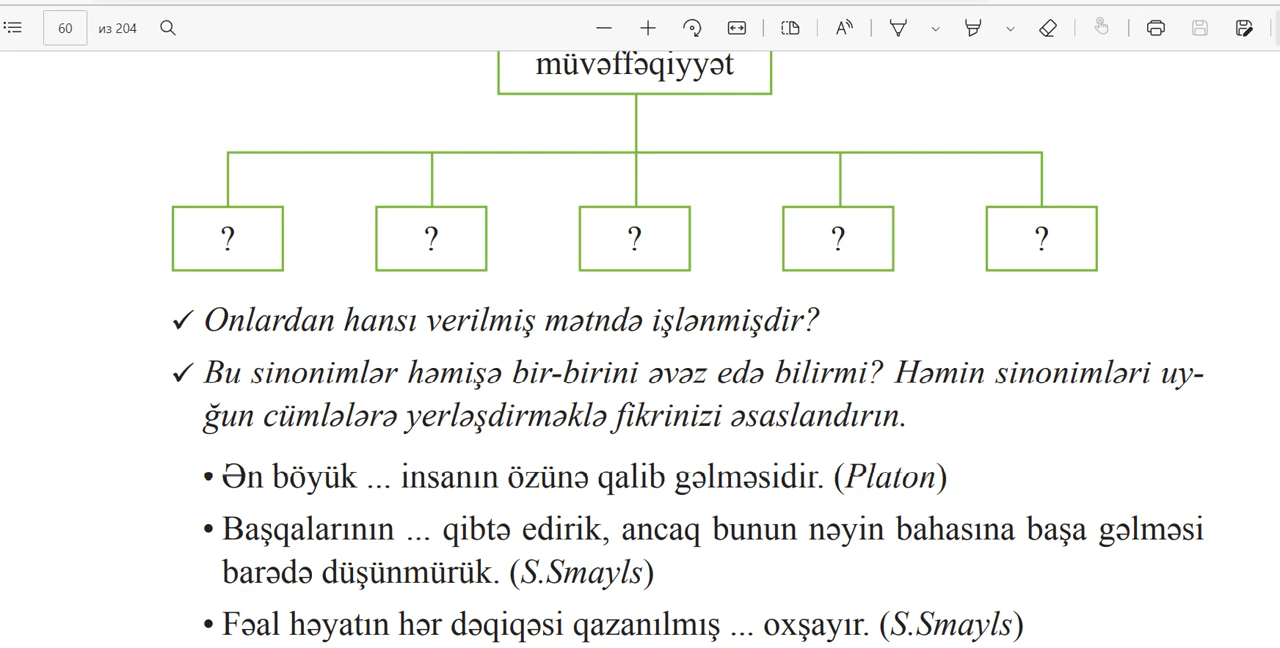 60 из 204
müvəffəqiyyət
? ? ? ? ?
✓ Onlardan hansı verilmiş mətndə işlənmişdir?
✓ Bu sinonimlər həmişə bir-birini əvəz edə bilirmi? Həmin sinonimləri uy-
ğun cümlələrə yerləşdirməklə fikrinizi əsaslandırın.
• Ən böyük ... insanın özünə qalib gəlməsidir. (Platon)
• Başqalarının ... qibtə edirik, ancaq bunun nəyin bahasına başa gəlməsi
barədə düşünmürük. (S.Smayls)
• Fəal həyatın hər dəqiqəsi qazanılmış ... oxşayır. (S.Smayls)